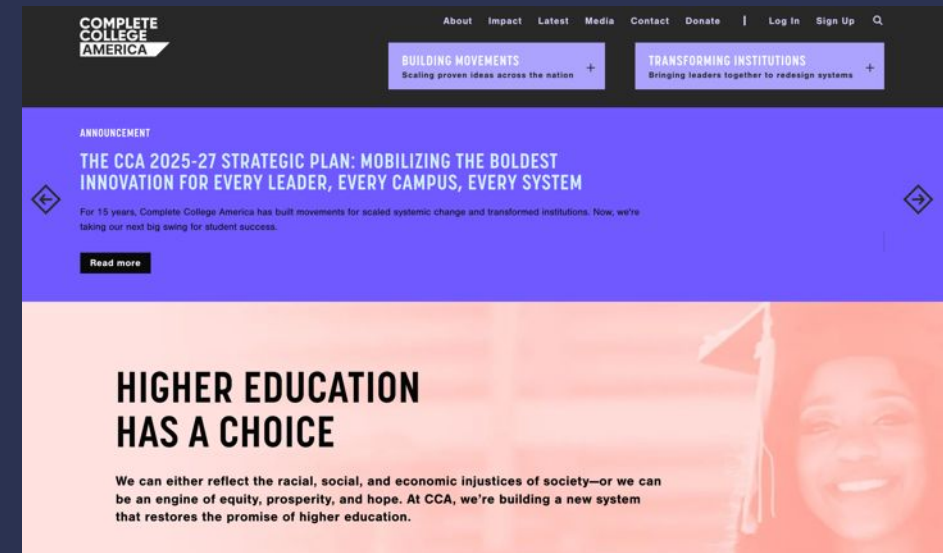 COMPLETE
COLLEGE
AMERICA
About Impact Latest Media Contact Donate | Log In Sign Up
BUILDING MOVEMENTS
Scaling proven ideas across the nation
+
TRANSFORMING INSTITUTIONS
Bringing leaders together to redesign systems
+
ANNOUNCEMENT
THE CCA 2025-27 STRATEGIC PLAN: MOBILIZING THE BOLDEST
INNOVATION FOR EVERY LEADER, EVERY CAMPUS, EVERY SYSTEM
For 15 years, Complete College America has built movements for scaled systemic change and transformed institutions. Now, we're
taking our next big swing for student success.
Read more
HIGHER EDUCATION
HAS A CHOICE
We can either reflect the racial, social, and economic injustices of society—or we can
be an engine of equity, prosperity, and hope. At CCA, we're building a new system
that restores the promise of higher education.